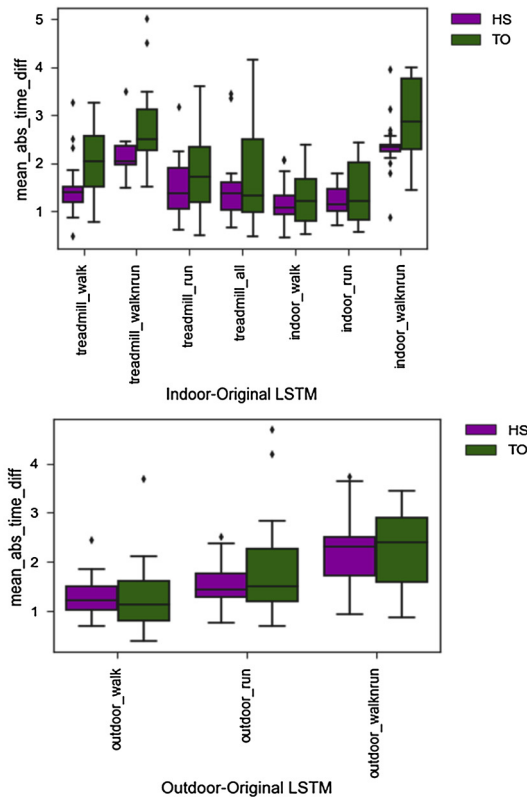 HS
TO
mean_abs_time_diff
5
4
3
2
1
treadmill_walk
treadmill_walknrun
treadmill_run
treadmill_all
indoor_walk
indoor_run
indoor_walknrun
Indoor-Original LSTM
HS
TO
mean_abs_time_diff
4
3
2
1
outdoor_walk
outdoor_run
outdoor_walknrun
Outdoor-Original LSTM